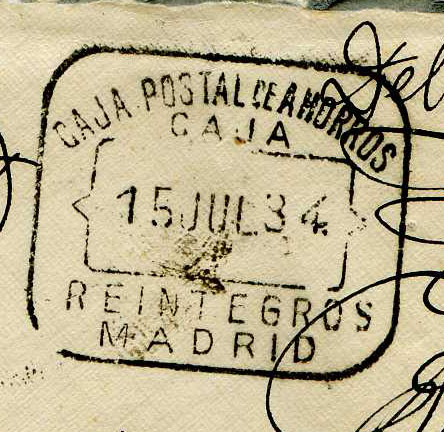 CAJA POSTAL DE AHORROS
CAJA
15 JUL 34
REINTEGROS
MADRID